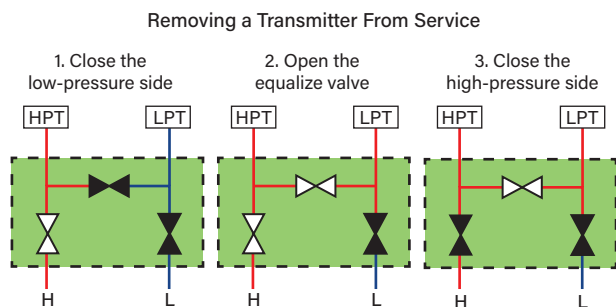 Removing a Transmitter From Service
1. Close the
low-pressure side
2. Open the
equalize valve
3. Close the
high-pressure side
HPT
LPT
HPT
LPT
HPT
LPT
H
L
H
L
H
L